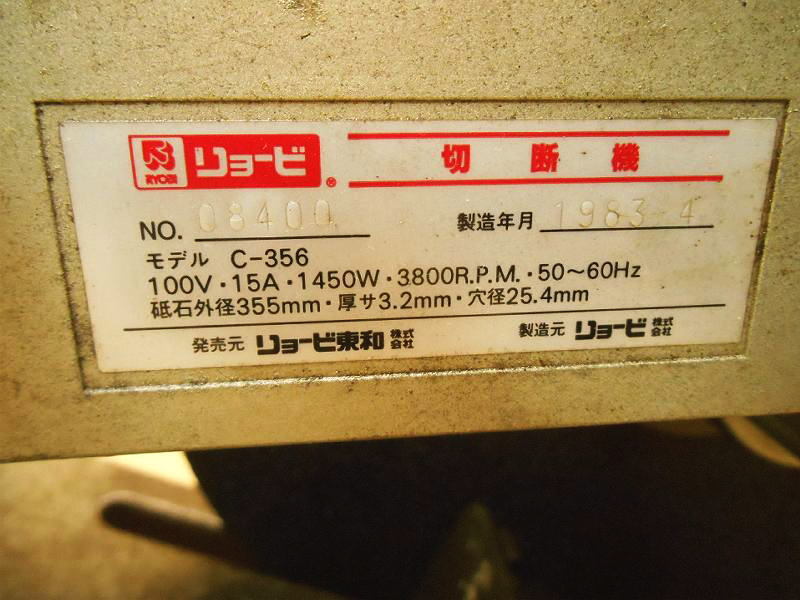 RYOBI リョービ® 切断機
NO. 08400 製造年月 1983 4
モデル C-356
100V・15A・1450W・3800R.P.M.・50~60Hz
砥石外径355mm・厚サ3.2mm・穴径25.4mm
発売元 リョービ東和株式会社 製造元 リョービ株式会社